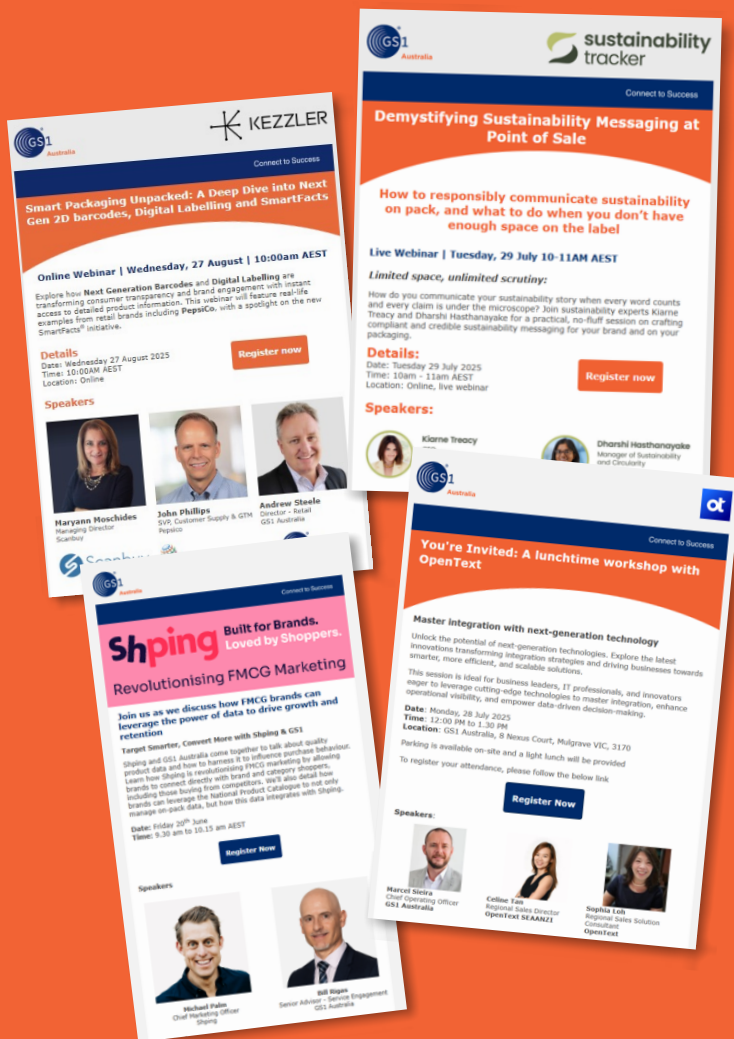 GS1
Australia
sustainability
tracker
Connect to Success
Demystifying Sustainability Messaging at
Point of Sale
How to responsibly communicate sustainability
on pack, and what to do when you don't have
enough space on the label
Live Webinar | Tuesday, 29 July 10-11AM AEST
Limited space, unlimited scrutiny:
How do you communicate your sustainability story when every word counts
and every claim is under the microscope? Join sustainability experts Kiarne
Treacy and Dharshi Hasthanayake for a practical, no-fluff session on crafting
compliant and credible sustainability messaging for your brand and on your
packaging.
Details:
Date: Tuesday 29 July 2025
Time: 10am - 11am AEST
Location: Online, live webinar
Register now
Speakers:
Kiarne Treacy
Dharshi Hasthanayake
Manager of Sustainability
and Circularity
GS1
Australia
KEZZLER
Connect to Success
Smart Packaging Unpacked: A Deep Dive into Next
Gen 2D barcodes, Digital Labelling and SmartFacts
Online Webinar | Wednesday, 27 August | 10:00am AEST
Explore how Next Generation Barcodes and Digital Labelling are
transforming consumer transparency and brand engagement with instant
access to detailed product information. This webinar will feature real-life
examples from retail brands including PepsiCo, with a spotlight on the new
SmartFacts® initiative.
Details
Date: Wednesday 27 August 2025
Time: 10:00AM AEST
Location: Online
Register now
Speakers
Maryann Moschides
Managing Director
Scanbuy
John Phillips
SVP, Customer Supply & GTM
Pepsico
Andrew Steele
Director – Retail
GS1 Australia
Scanbuy
GS1
Australia
ot
Connect to Success
You're Invited: A lunchtime workshop with
OpenText
Master integration with next-generation technology
Unlock the potential of next-generation technologies. Explore the latest
innovations transforming integration strategies and driving businesses towards
smarter, more efficient, and scalable solutions.
This session is ideal for business leaders, IT professionals, and innovators
eager to leverage cutting-edge technologies to master integration, enhance
operational visibility, and empower data-driven decision-making.
Date: Monday, 28 July 2025
Time: 12:00 PM to 1.30 PM
Location: GS1 Australia, 8 Nexus Court, Mulgrave VIC, 3170
Parking is available on-site and a light lunch will be provided
To register your attendance, please follow the below link
Register Now
Speakers:
Marcel Sieira
Chief Operating Officer
GS1 Australia
Celine Tan
Regional Sales Director
OpenText SEAANZI
Sophia Loh
Regional Sales Solution
Consultant
OpenText
GS1
Australia
Connect to Success
Shping
Built for Brands.
Loved by Shoppers.
Revolutionising FMCG Marketing
Join us as we discuss how FMCG brands can
leverage the power of data to drive growth and
retention
Target Smarter, Convert More with Shping & GS1
Shping and GS1 Australia come together to talk about quality
product data and how to harness it to influence purchase behaviour.
Learn how Shping is revolutionising FMCG marketing by allowing
brands to connect directly with brand and category shoppers,
including those buying from competitors. We'll also detail how
brands can leverage the National Product Catalogue to not only
manage on-pack data, but how this data integrates with Shping.
Date: Friday 20th June
Time: 9.30 am to 10.15 am AEST
Register Now
Speakers
Michael Palm
Chief Marketing Officer
Shping
Bill Rigas
Senior Advisor – Service Engagement
GS1 Australia